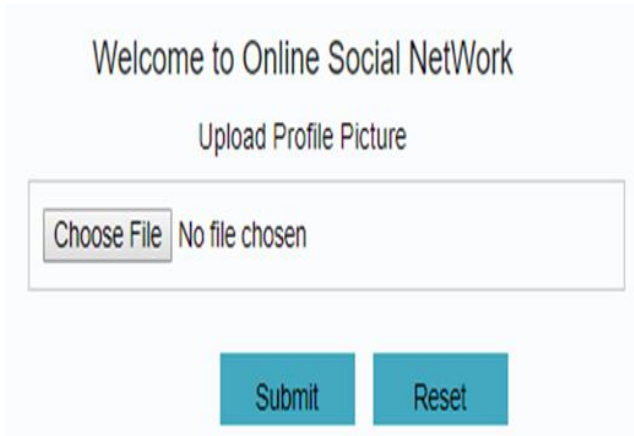 Welcome to Online Social NetWork
Upload Profile Picture
Choose File No file chosen
Submit Reset